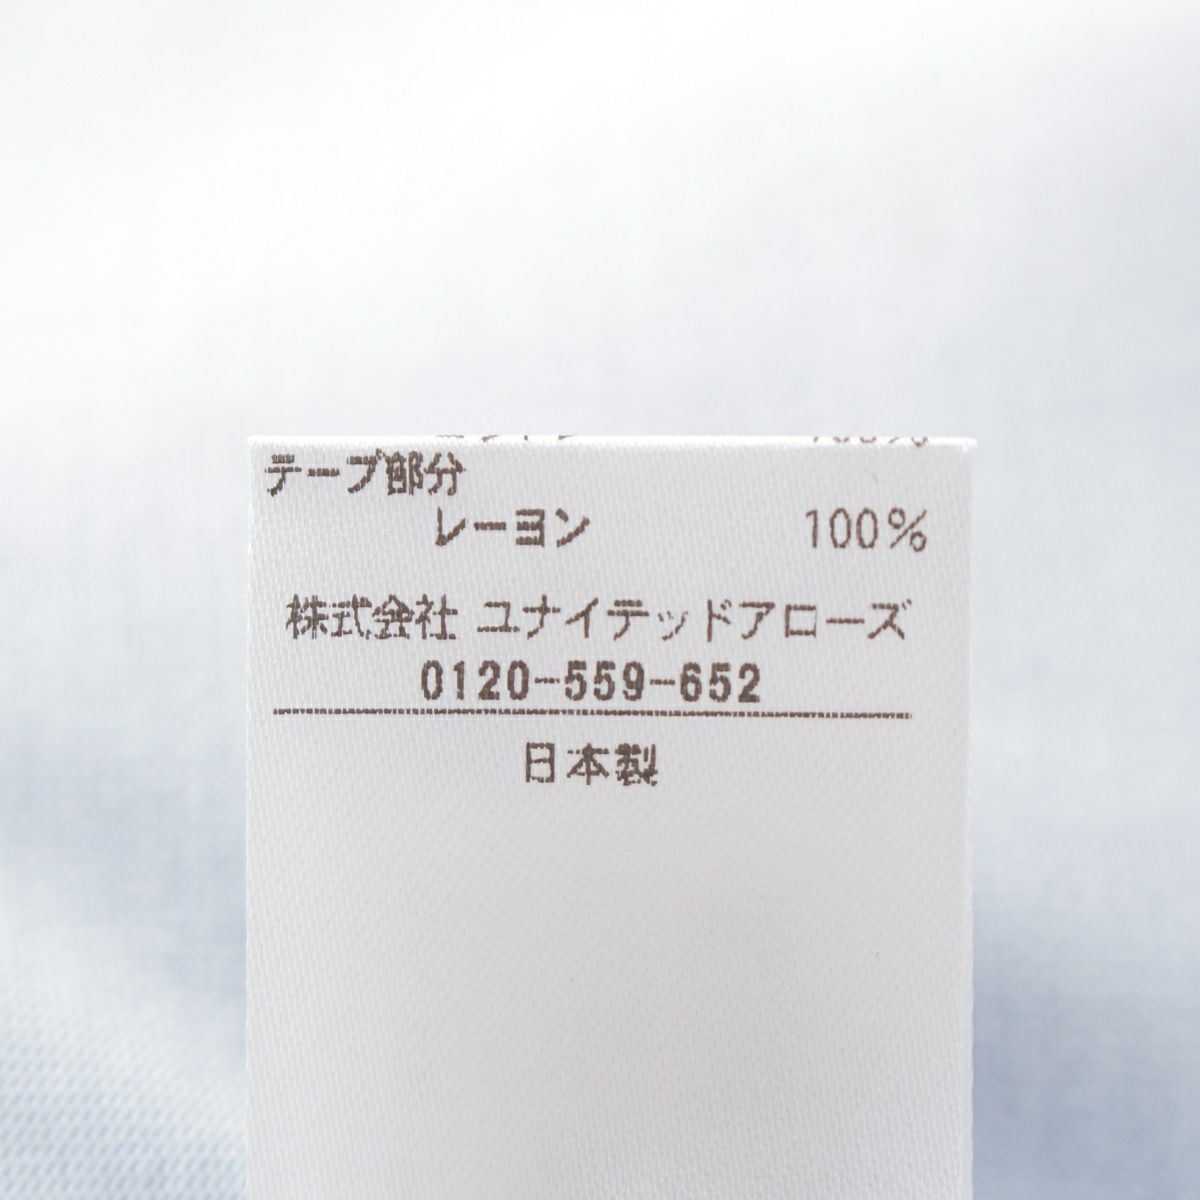 テープ部分
レーヨン 100%
株式会社 ユナイテッドアローズ
0120-559-652
日本製